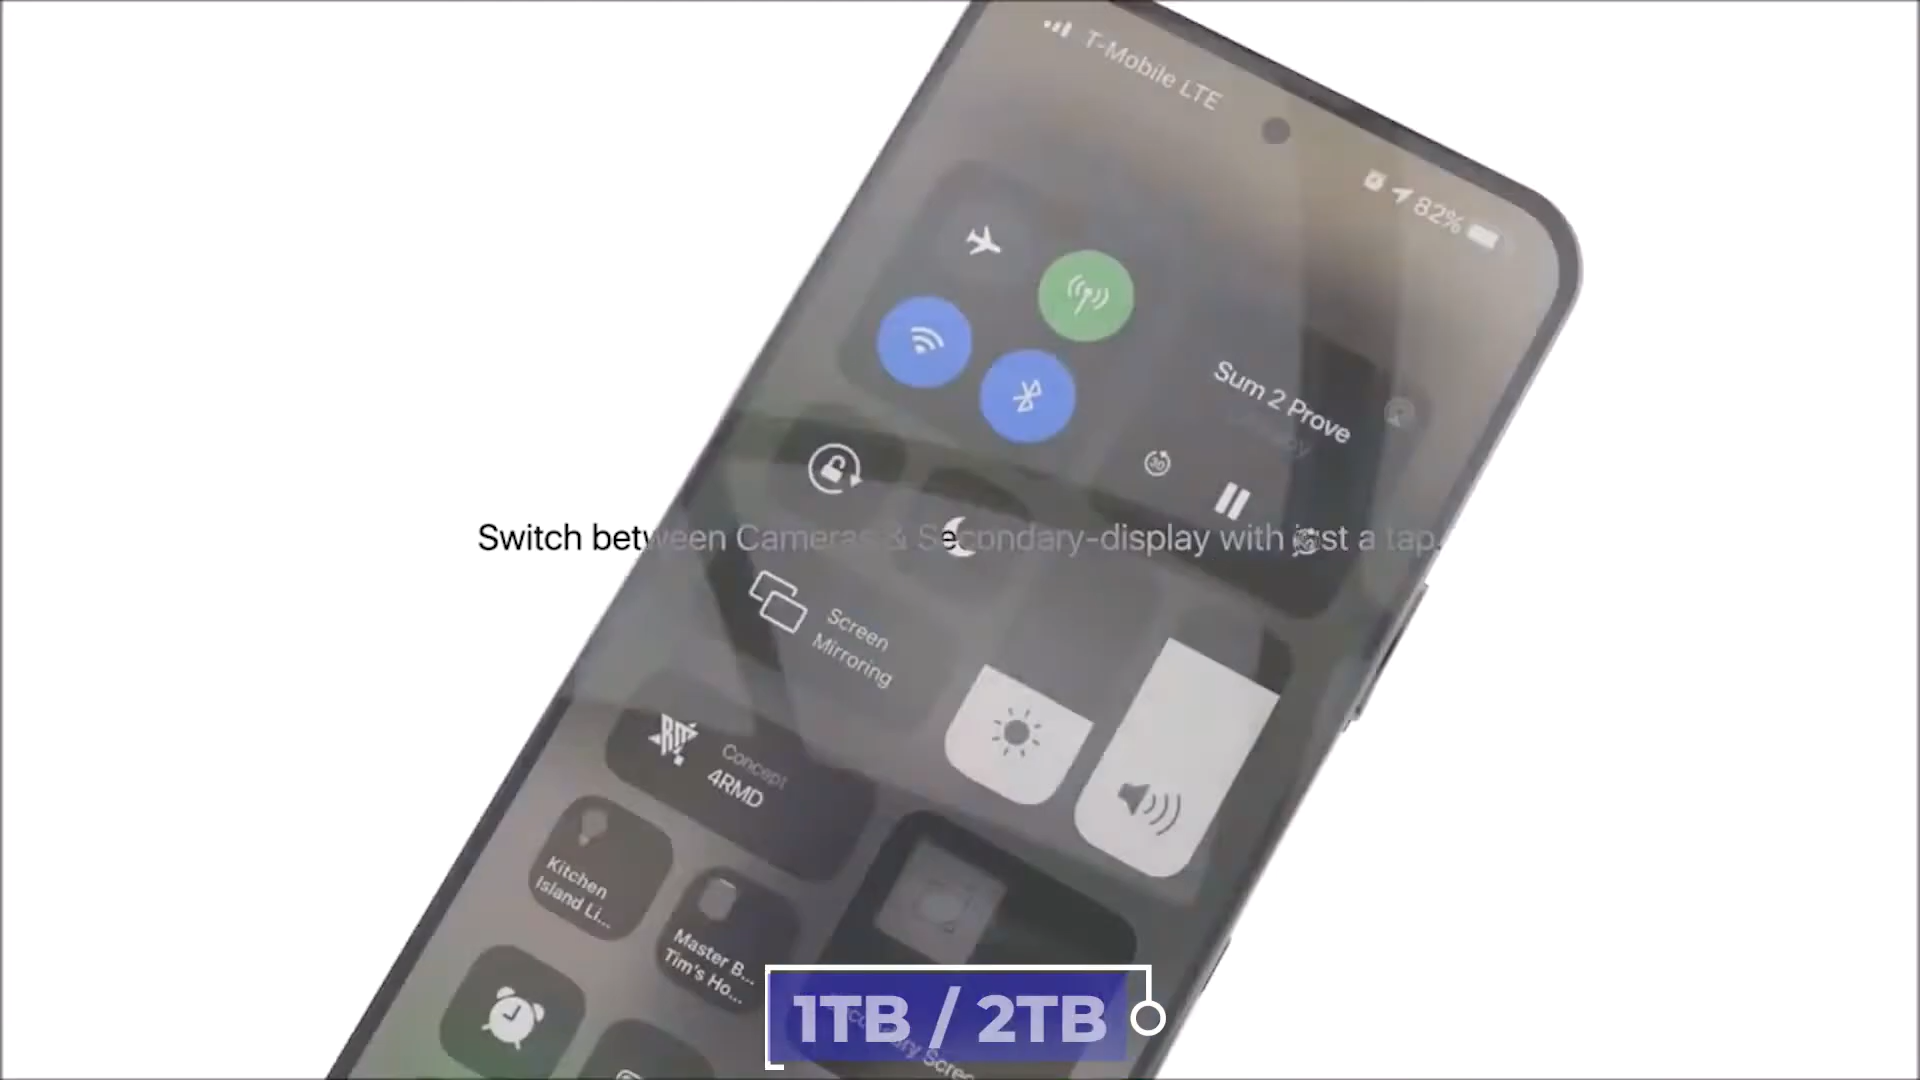 T-Mobile LTE
82%
Sum 2 Prove
30
Switch between Cameras & Secondary-display with just a tap.
Screen
Mirroring
Concept
4RMD
Kitchen
Island Li...
Master B...
Tim's Ho...
1TB / 2TB